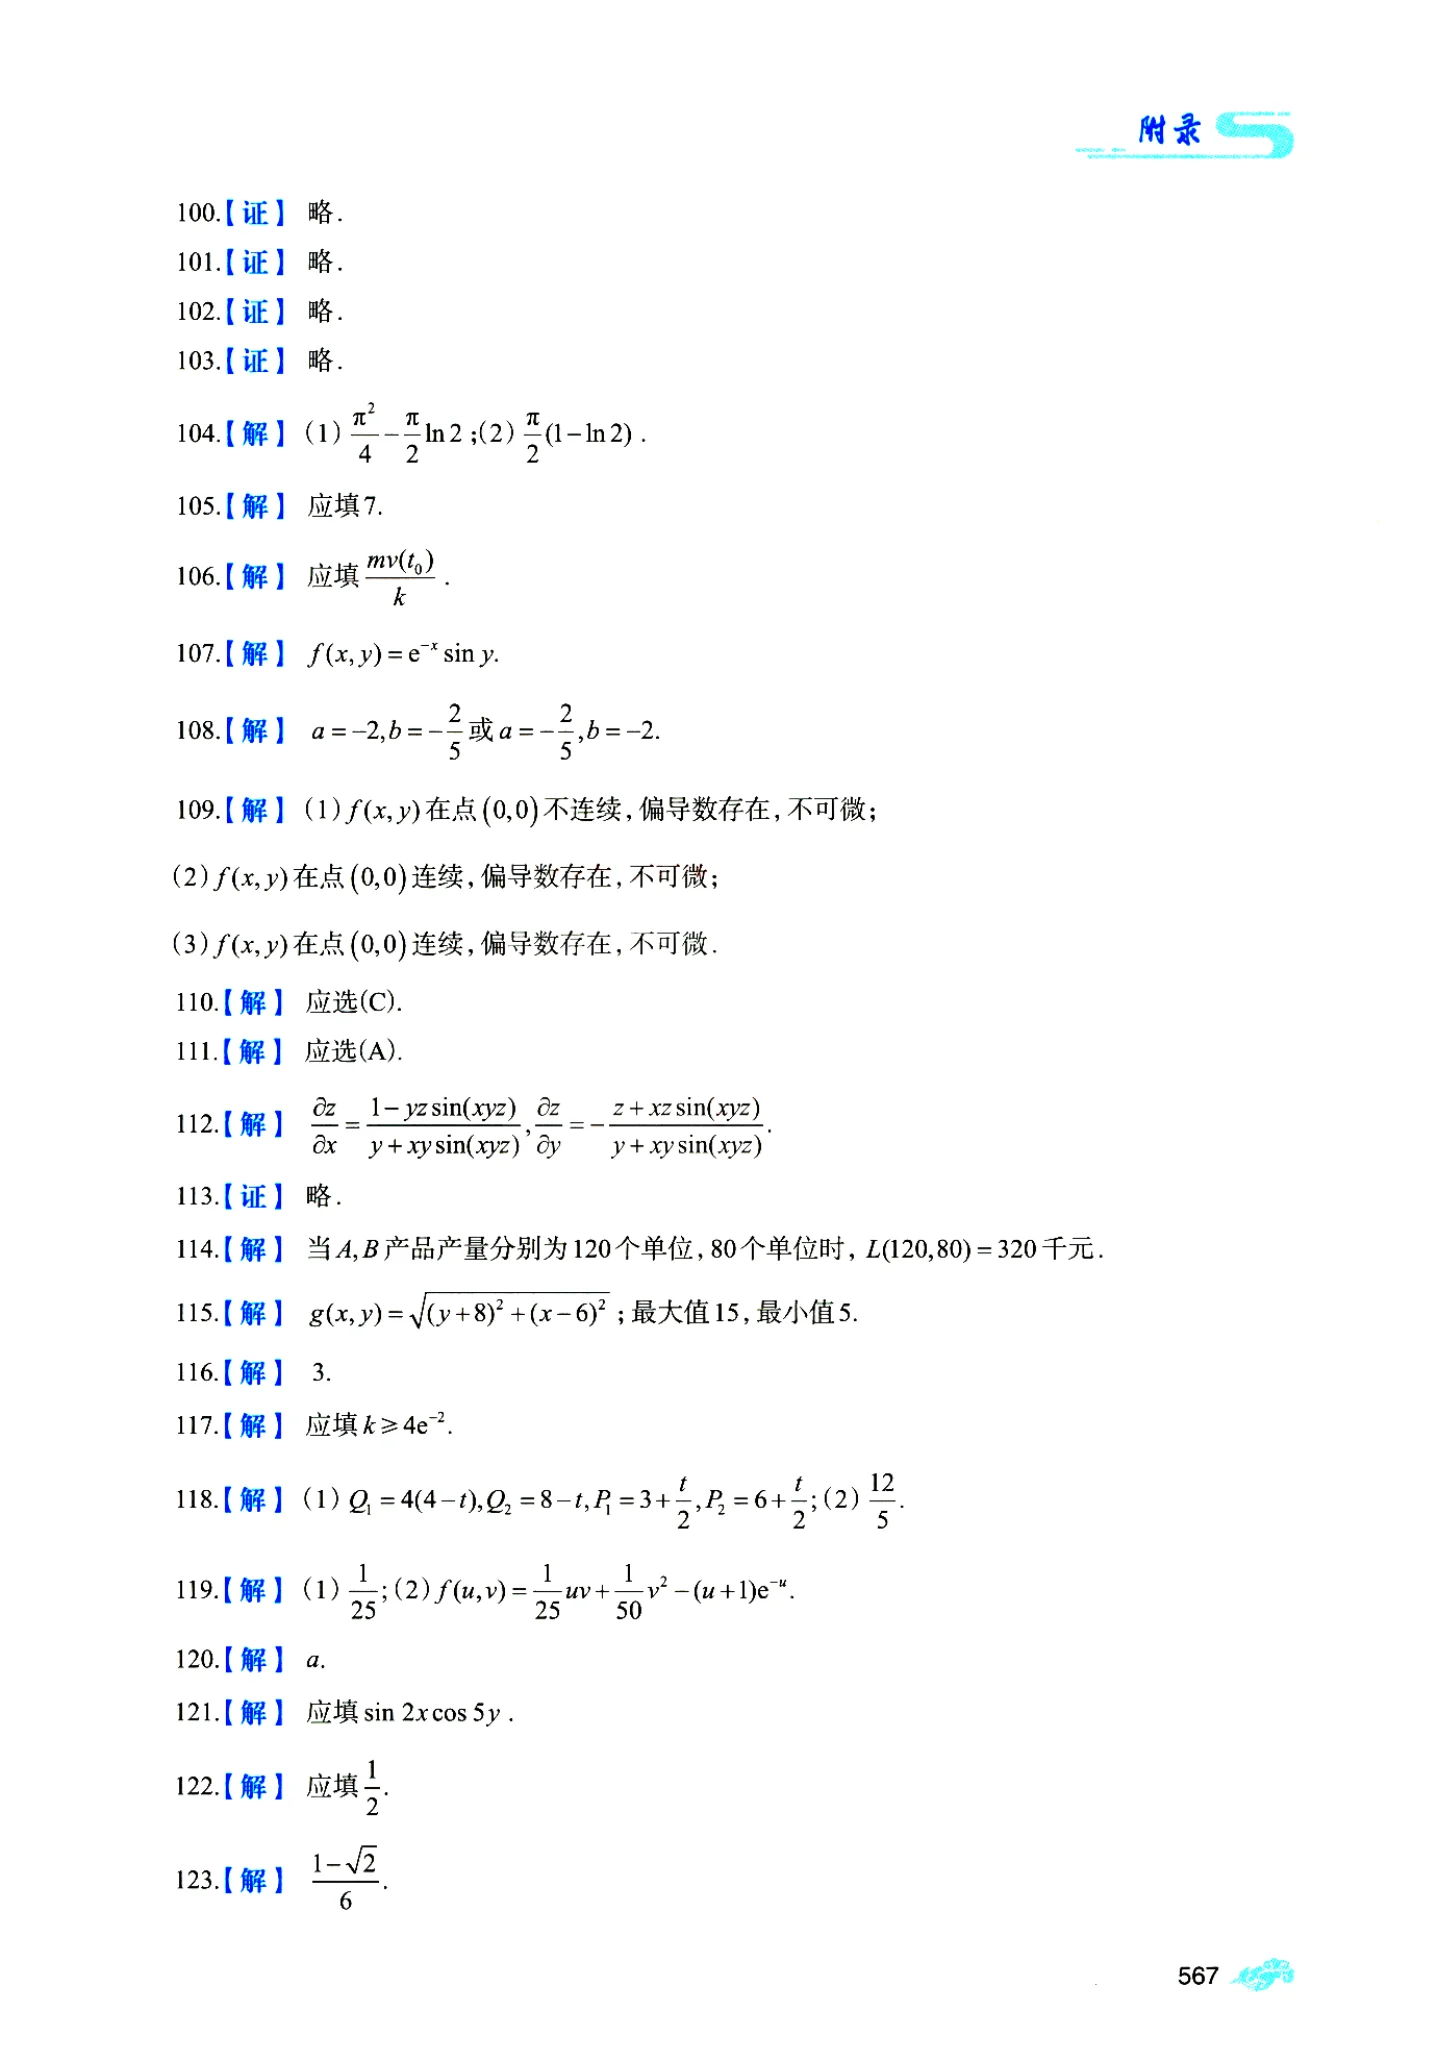 附录
100.【证】 略.
101.【证】 略.
102.【证】 略.
103.【证】 略.
104.【解】 (1) $\frac{\pi^2}{4}-\frac{\pi}{2}\ln 2$ ;(2) $\frac{\pi}{2}(1-\ln 2)$ .
105.【解】 应填7.
106.【解】 应填 $\frac{mv(t_0)}{k}$ .
107.【解】 $f(x,y)=\mathrm{e}^{-x}\sin y$.
108.【解】 $a=-2,b=-\frac{2}{5}$或$a=-\frac{2}{5},b=-2$.
109.【解】 (1) $f(x,y)$在点$(0,0)$不连续,偏导数存在,不可微;
(2) $f(x,y)$在点$(0,0)$连续,偏导数存在,不可微;
(3) $f(x,y)$在点$(0,0)$连续,偏导数存在,不可微.
110.【解】 应选(C).
111.【解】 应选(A).
112.【解】 $\frac{\partial z}{\partial x}=\frac{1-yz\sin(xyz)}{y+xy\sin(xyz)},\frac{\partial z}{\partial y}=-\frac{z+xz\sin(xyz)}{y+xy\sin(xyz)}$.
113.【证】 略.
114.【解】 当$A,B$产品产量分别为120个单位,80个单位时, $L(120,80)=320$千元.
115.【解】 $g(x,y)=\sqrt{(y+8)^2+(x-6)^2}$ ;最大值15,最小值5.
116.【解】 3.
117.【解】 应填$k\geqslant 4\mathrm{e}^{-2}$.
118.【解】 (1) $Q_1=4(4-t),Q_2=8-t,P_1=3+\frac{t}{2},P_2=6+\frac{t}{2}$;(2) $\frac{12}{5}$.
119.【解】 (1) $\frac{1}{25}$;(2) $f(u,v)=\frac{1}{25}uv+\frac{1}{50}v^2-(u+1)\mathrm{e}^{-u}$.
120.【解】 $a$.
121.【解】 应填$\sin 2x\cos 5y$ .
122.【解】 应填$\frac{1}{2}$.
123.【解】 $\frac{1-\sqrt{2}}{6}$.
567